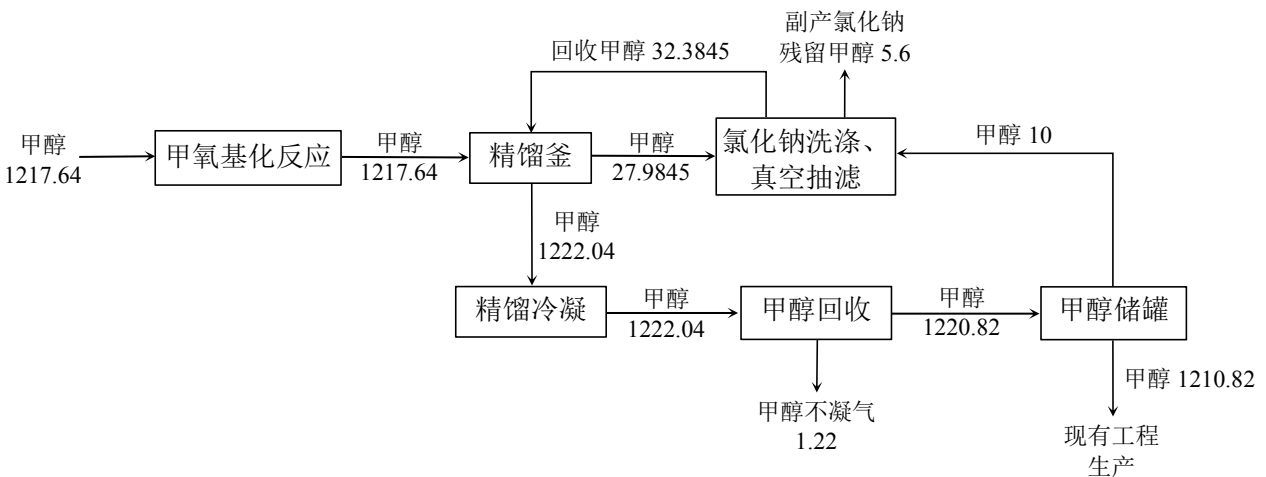 副产氯化钠
残留甲醇 5.6
回收甲醇 32.3845
甲醇
1217.64
甲氧基化反应
甲醇
1217.64
精馏釜
甲醇
27.9845
氯化钠洗涤、
真空抽滤
甲醇 10
甲醇
1222.04
精馏冷凝
甲醇
1222.04
甲醇回收
甲醇
1220.82
甲醇储罐
甲醇不凝气
1.22
甲醇 1210.82
现有工程
生产